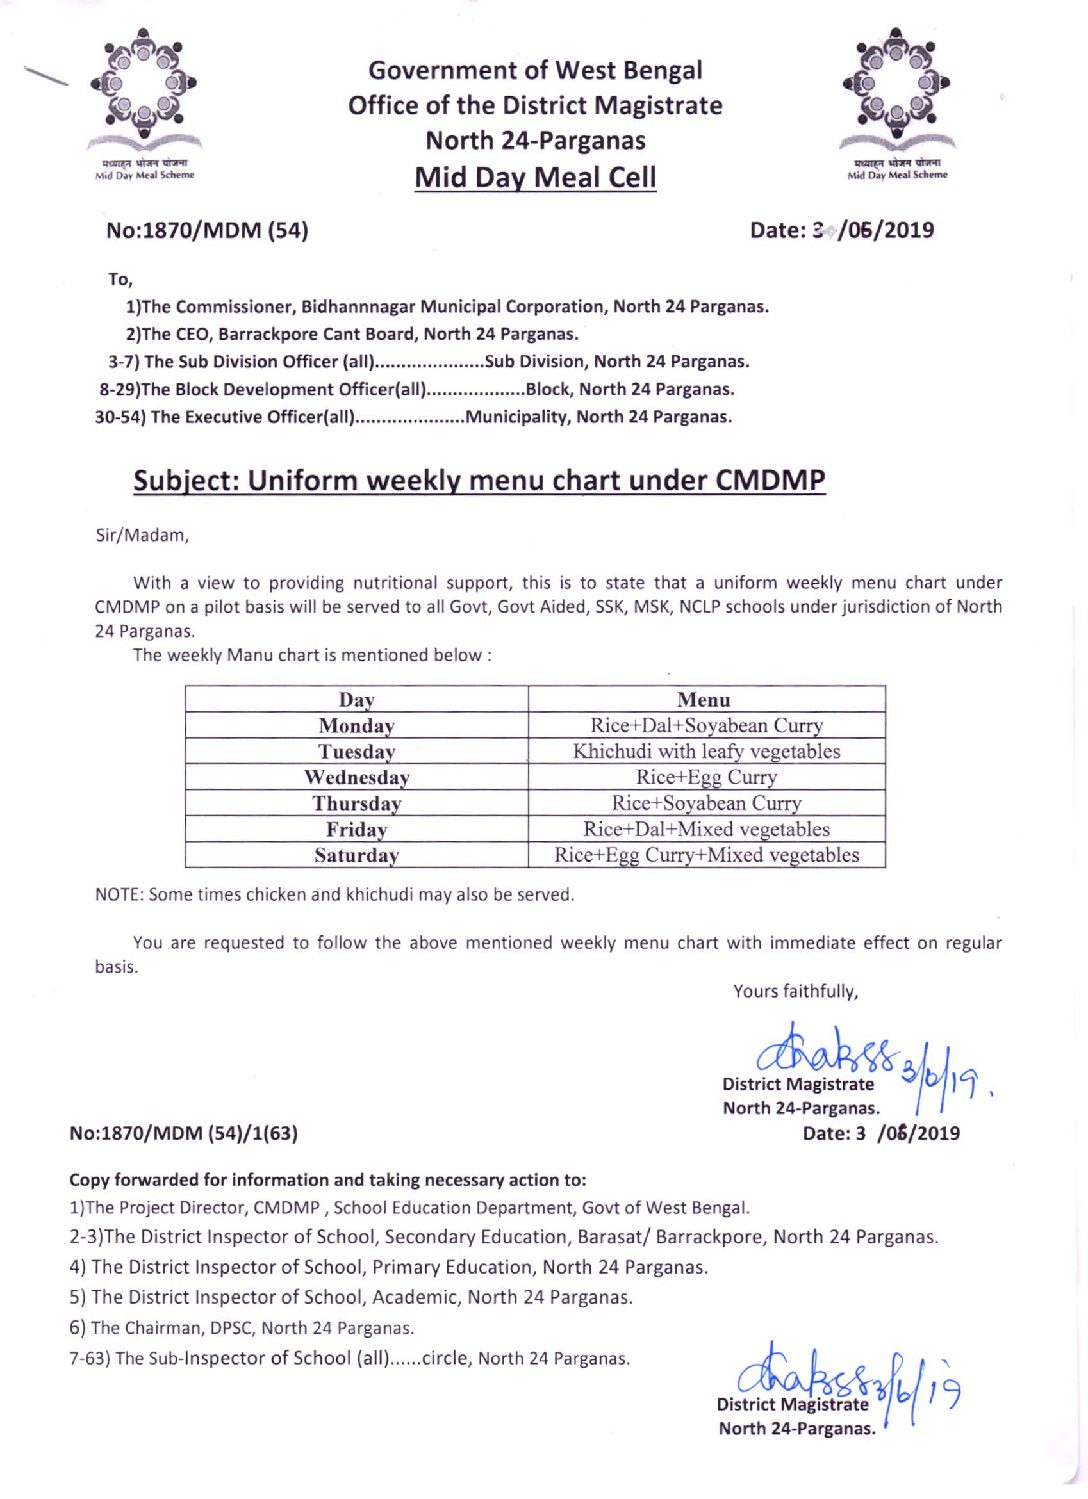 मध्याह्न भोजन योजना
Mid Day Meal Scheme
मध्याह्न भोजन योजना
Mid Day Meal Scheme
Government of West Bengal
Office of the District Magistrate
North 24-Parganas
Mid Day Meal Cell
No:1870/MDM (54) Date: 3 /06/2019
To,
1)The Commissioner, Bidhannnagar Municipal Corporation, North 24 Parganas.
2)The CEO, Barrackpore Cant Board, North 24 Parganas.
3-7) The Sub Division Officer (all).....................Sub Division, North 24 Parganas.
8-29)The Block Development Officer(all)...................Block, North 24 Parganas.
30-54) The Executive Officer(all).....................Municipality, North 24 Parganas.
Subject: Uniform weekly menu chart under CMDMP
Sir/Madam,
With a view to providing nutritional support, this is to state that a uniform weekly menu chart under
CMDMP on a pilot basis will be served to all Govt, Govt Aided, SSK, MSK, NCLP schools under jurisdiction of North
24 Parganas.
The weekly Manu chart is mentioned below :
Day Menu
Monday Rice+Dal+Soyabean Curry
Tuesday Khichudi with leafy vegetables
Wednesday Rice+Egg Curry
Thursday Rice+Soyabean Curry
Friday Rice+Dal+Mixed vegetables
Saturday Rice+Egg Curry+Mixed vegetables
NOTE: Some times chicken and khichudi may also be served.
You are requested to follow the above mentioned weekly menu chart with immediate effect on regular
basis.
Yours faithfully,
3/6/19.
District Magistrate
North 24-Parganas.
No:1870/MDM (54)/1(63) Date: 3 /06/2019
Copy forwarded for information and taking necessary action to:
1)The Project Director, CMDMP , School Education Department, Govt of West Bengal.
2-3)The District Inspector of School, Secondary Education, Barasat/ Barrackpore, North 24 Parganas.
4) The District Inspector of School, Primary Education, North 24 Parganas.
5) The District Inspector of School, Academic, North 24 Parganas.
6) The Chairman, DPSC, North 24 Parganas.
7-63) The Sub-Inspector of School (all)......circle, North 24 Parganas.
3/6/19
District Magistrate
North 24-Parganas.